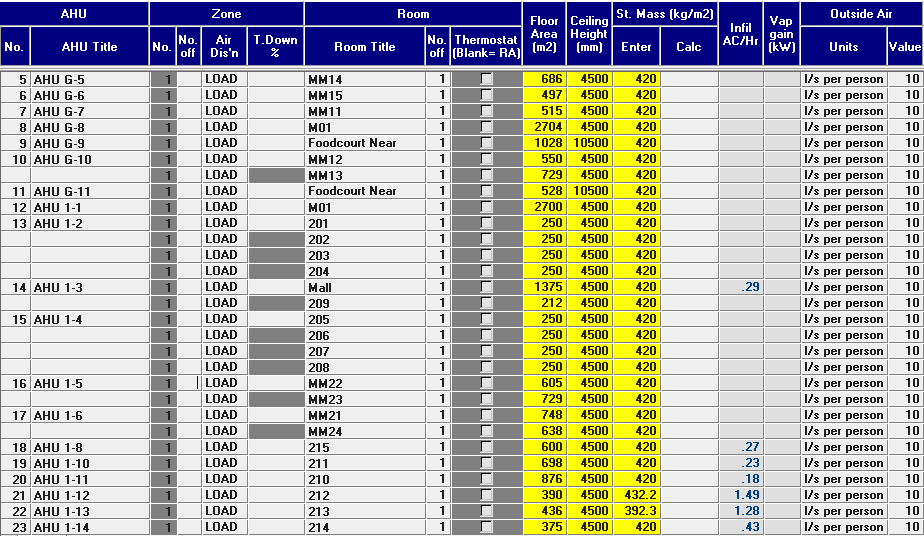 AHU Zone Room Floor Area (m2) Ceiling Height (mm) St. Mass (kg/m2) Infil AC/Hr Vap gain (kW) Outside Air
No. AHU Title No. No. off Air Dis'n T.Down % Room Title No. off Thermostat (Blank= RA) Enter Calc Units Value
5 AHU G-5 1 LOAD MM14 1 686 4500 420 l/s per person 10
6 AHU G-6 1 LOAD MM15 1 497 4500 420 l/s per person 10
7 AHU G-7 1 LOAD MM11 1 515 4500 420 l/s per person 10
8 AHU G-8 1 LOAD M01 1 2704 4500 420 l/s per person 10
9 AHU G-9 1 LOAD Foodcourt Near 1 1028 10500 420 l/s per person 10
10 AHU G-10 1 LOAD MM12 1 550 4500 420 l/s per person 10
1 LOAD MM13 1 729 4500 420 l/s per person 10
11 AHU G-11 1 LOAD Foodcourt Near 1 528 10500 420 l/s per person 10
12 AHU 1-1 1 LOAD M01 1 2700 4500 420 l/s per person 10
13 AHU 1-2 1 LOAD 201 1 250 4500 420 l/s per person 10
1 LOAD 202 1 250 4500 420 l/s per person 10
1 LOAD 203 1 250 4500 420 l/s per person 10
1 LOAD 204 1 250 4500 420 l/s per person 10
14 AHU 1-3 1 LOAD Mall 1 1375 4500 420 .29 l/s per person 10
1 LOAD 209 1 212 4500 420 l/s per person 10
15 AHU 1-4 1 LOAD 205 1 250 4500 420 l/s per person 10
1 LOAD 206 1 250 4500 420 l/s per person 10
1 LOAD 207 1 250 4500 420 l/s per person 10
1 LOAD 208 1 250 4500 420 l/s per person 10
16 AHU 1-5 1 LOAD MM22 1 605 4500 420 l/s per person 10
1 LOAD MM23 1 729 4500 420 l/s per person 10
17 AHU 1-6 1 LOAD MM21 1 748 4500 420 l/s per person 10
1 LOAD MM24 1 638 4500 420 l/s per person 10
18 AHU 1-8 1 LOAD 215 1 600 4500 420 .27 l/s per person 10
19 AHU 1-10 1 LOAD 211 1 698 4500 420 .23 l/s per person 10
20 AHU 1-11 1 LOAD 210 1 876 4500 420 .18 l/s per person 10
21 AHU 1-12 1 LOAD 212 1 390 4500 432.2 1.49 l/s per person 10
22 AHU 1-13 1 LOAD 213 1 436 4500 392.3 1.28 l/s per person 10
23 AHU 1-14 1 LOAD 214 1 375 4500 420 .43 l/s per person 10